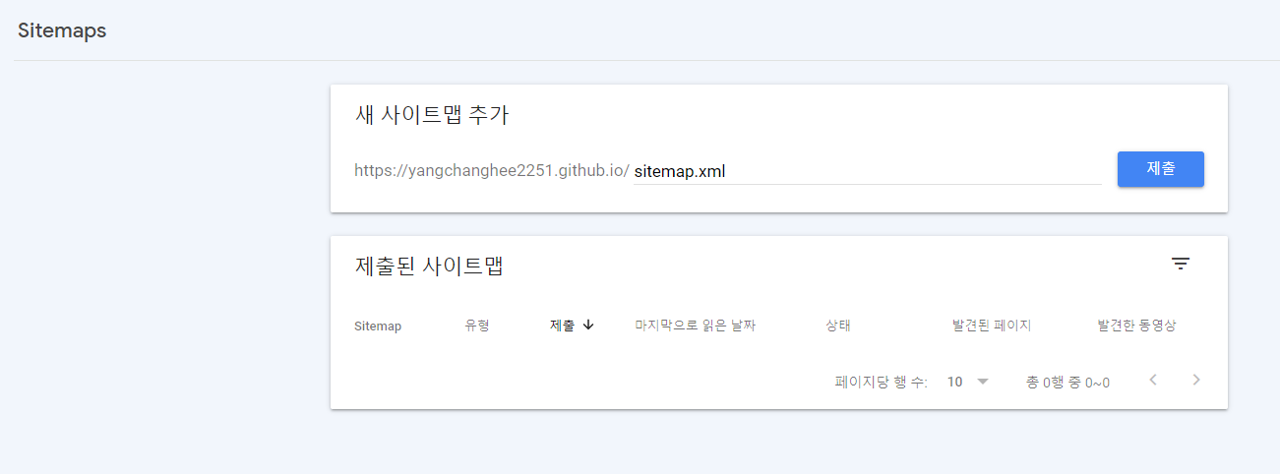 Sitemaps
새 사이트맵 추가
https://yangchanghee2251.github.io/ sitemap.xml 제출
제출된 사이트맵
Sitemap 유형 제출 마지막으로 읽은 날짜 상태 발견된 페이지 발견한 동영상
페이지당 행 수: 10 총 0행 중 0~0